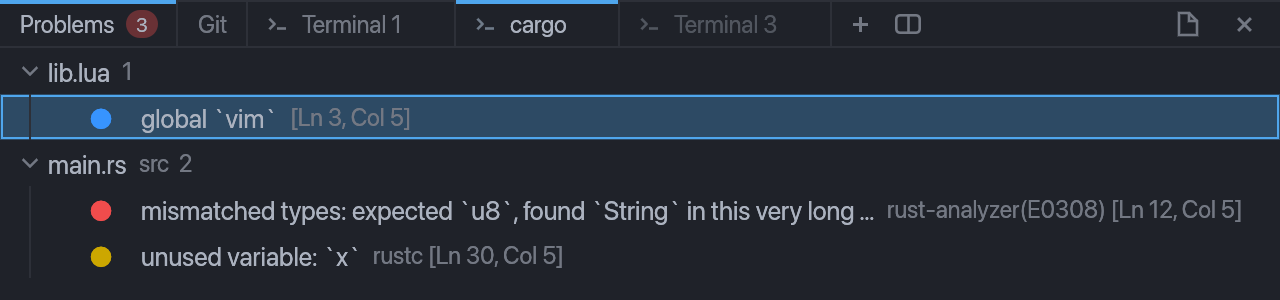 Problems 3 Git Terminal 1 cargo Terminal 3
lib.lua 1
global `vim` [Ln 3, Col 5]
main.rs src 2
mismatched types: expected `u8`, found `String` in this very long ... rust-analyzer(E0308) [Ln 12, Col 5]
unused variable: `x` rustc [Ln 30, Col 5]